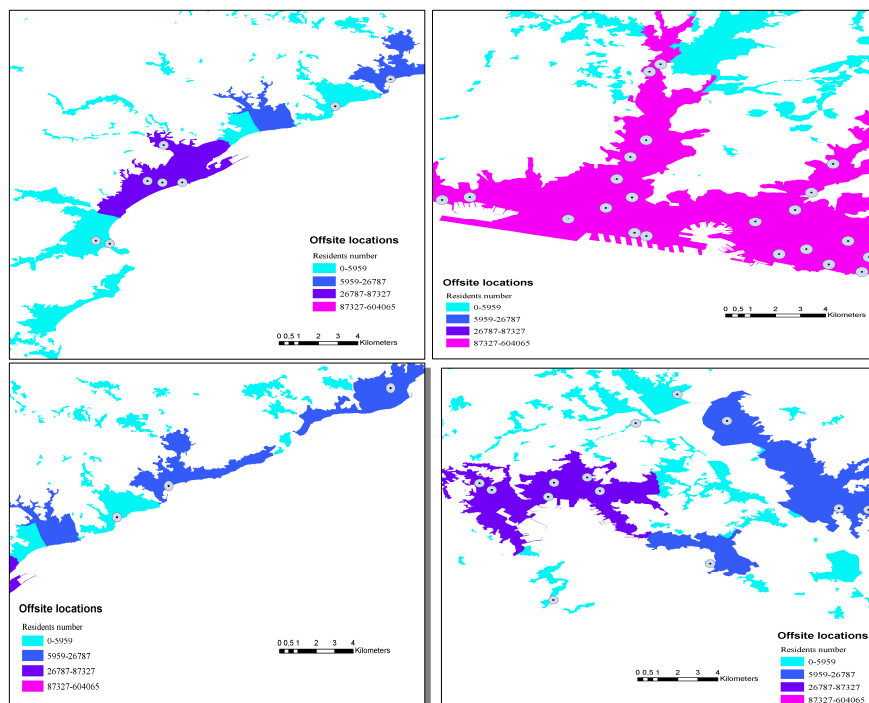 Offsite locations
Residents number
0-5959
5959-26787
26787-87327
87327-604065
0 0,5 1 2 3 4
Kilometers
Offsite locations
Residents number
0-5959
5959-26787
26787-87327
87327-604065
0 0,5 1 2 3 4
Kilometers
Offsite locations
Residents number
0-5959
5959-26787
26787-87327
87327-604065
0 0,5 1 2 3 4
Kilometers
Offsite locations
Residents number
0-5959
5959-26787
26787-87327
87327-604065
0 0,5 1 2 3 4
Kilometers